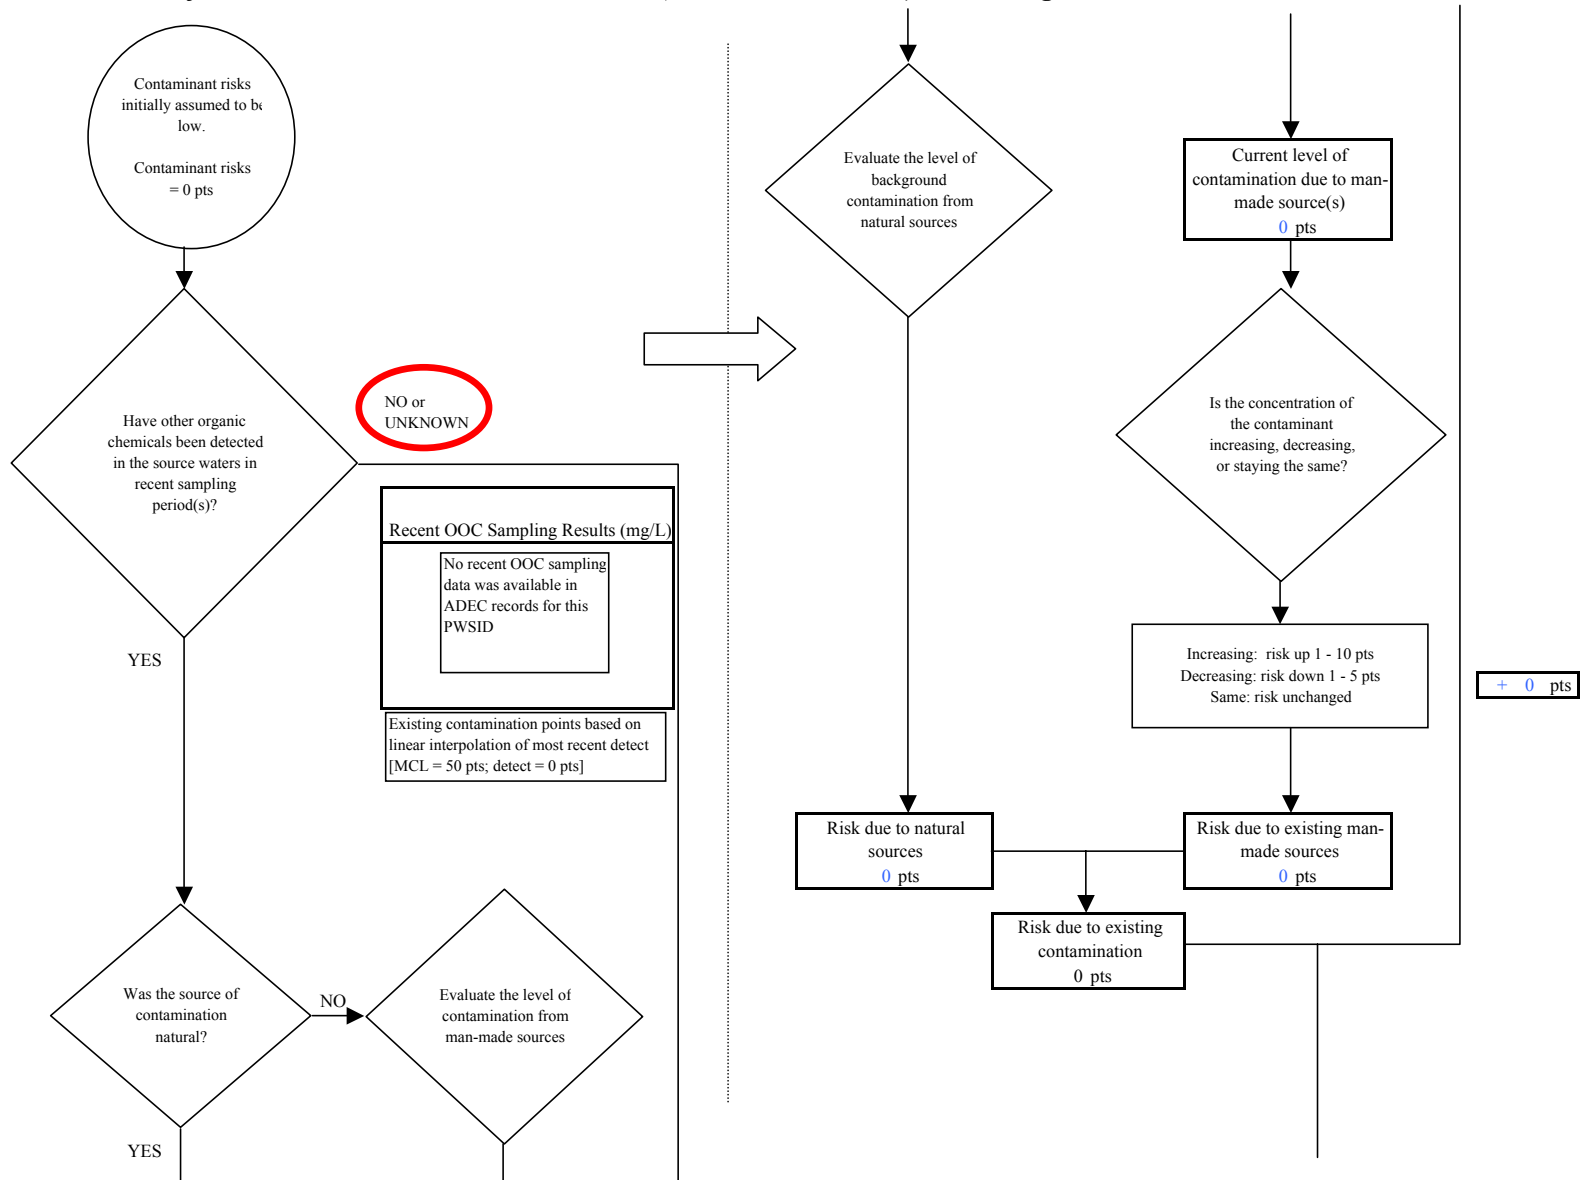 Contaminant risks
initially assumed to be
low.
Contaminant risks
= 0 pts
Have other organic
chemicals been detected
in the source waters in
recent sampling
period(s)?
NO or
UNKNOWN
Recent OOC Sampling Results (mg/L)
No recent OOC sampling
data was available in
ADEC records for this
PWSID
Existing contamination points based on
linear interpolation of most recent detect
[MCL = 50 pts; detect = 0 pts]
YES
Was the source of
contamination
natural?
NO
Evaluate the level of
contamination from
man-made sources
YES
Evaluate the level of
background
contamination from
natural sources
Current level of
contamination due to man-
made source(s)
0 pts
Is the concentration of
the contaminant
increasing, decreasing,
or staying the same?
Increasing: risk up 1 - 10 pts
Decreasing: risk down 1 - 5 pts
Same: risk unchanged
+ 0 pts
Risk due to natural
sources
0 pts
Risk due to existing man-
made sources
0 pts
Risk due to existing
contamination
0 pts